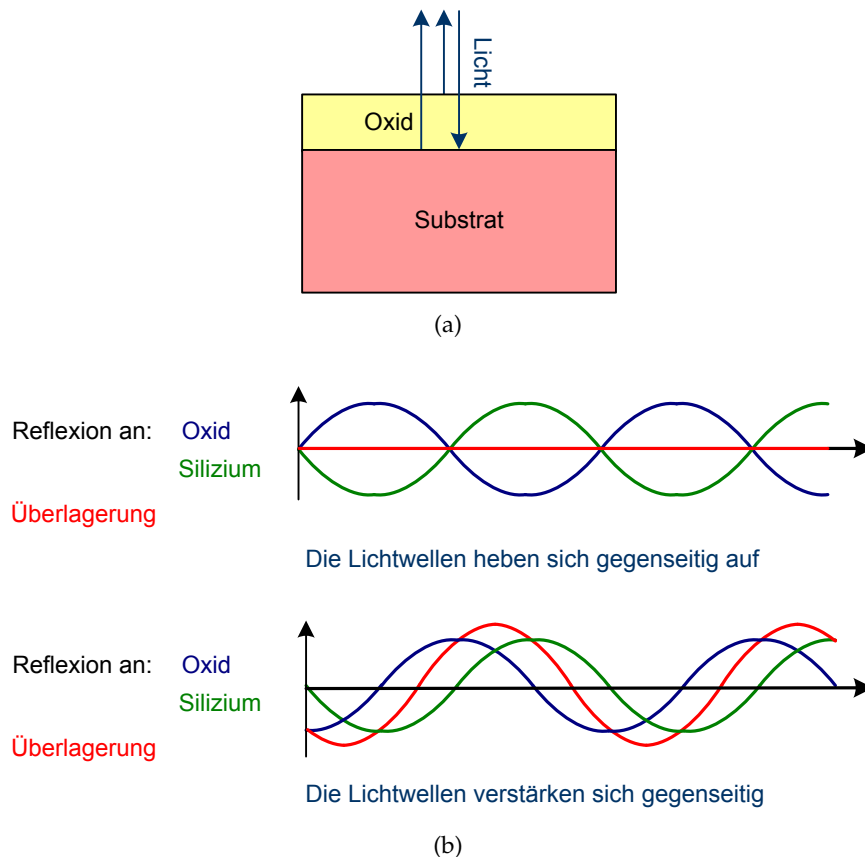 Licht
Oxid
Substrat
(a)
Reflexion an: Oxid
Silizium
Überlagerung
Die Lichtwellen heben sich gegenseitig auf
Reflexion an: Oxid
Silizium
Überlagerung
Die Lichtwellen verstärken sich gegenseitig
(b)